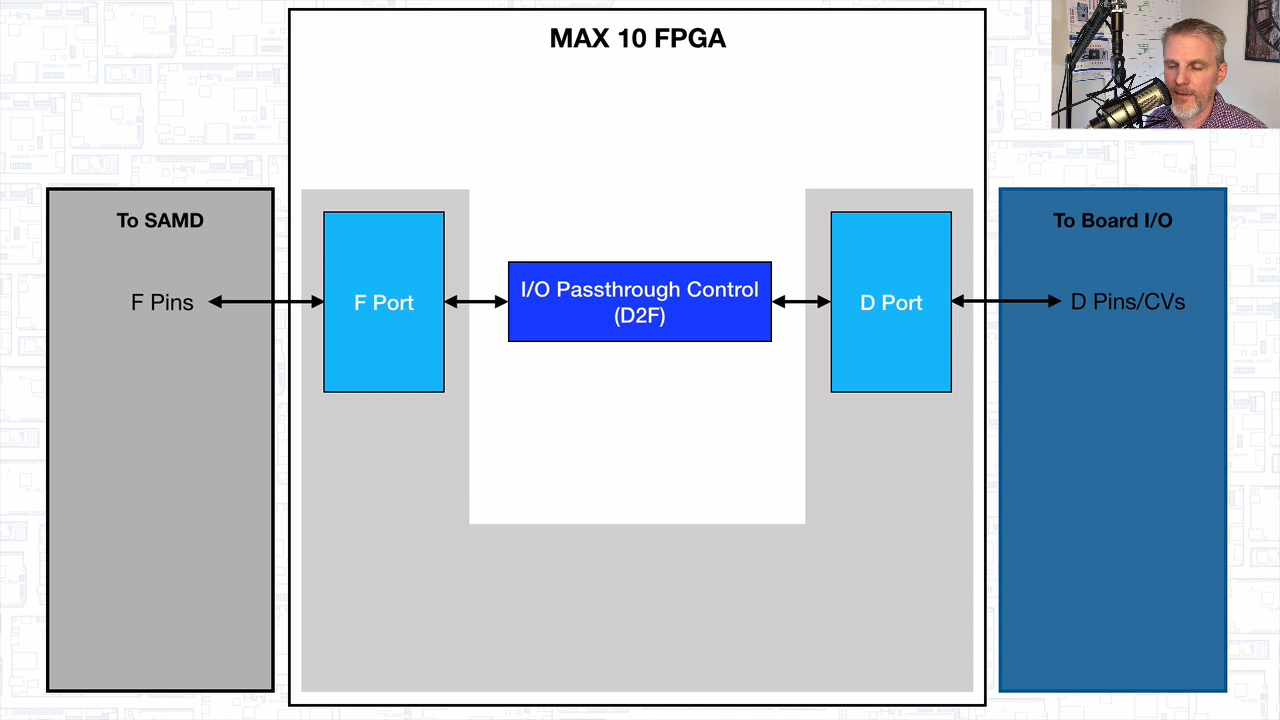 MAX 10 FPGA
To SAMD
To Board I/O
F Pins
F Port
I/O Passthrough Control
(D2F)
D Port
D Pins/CVs